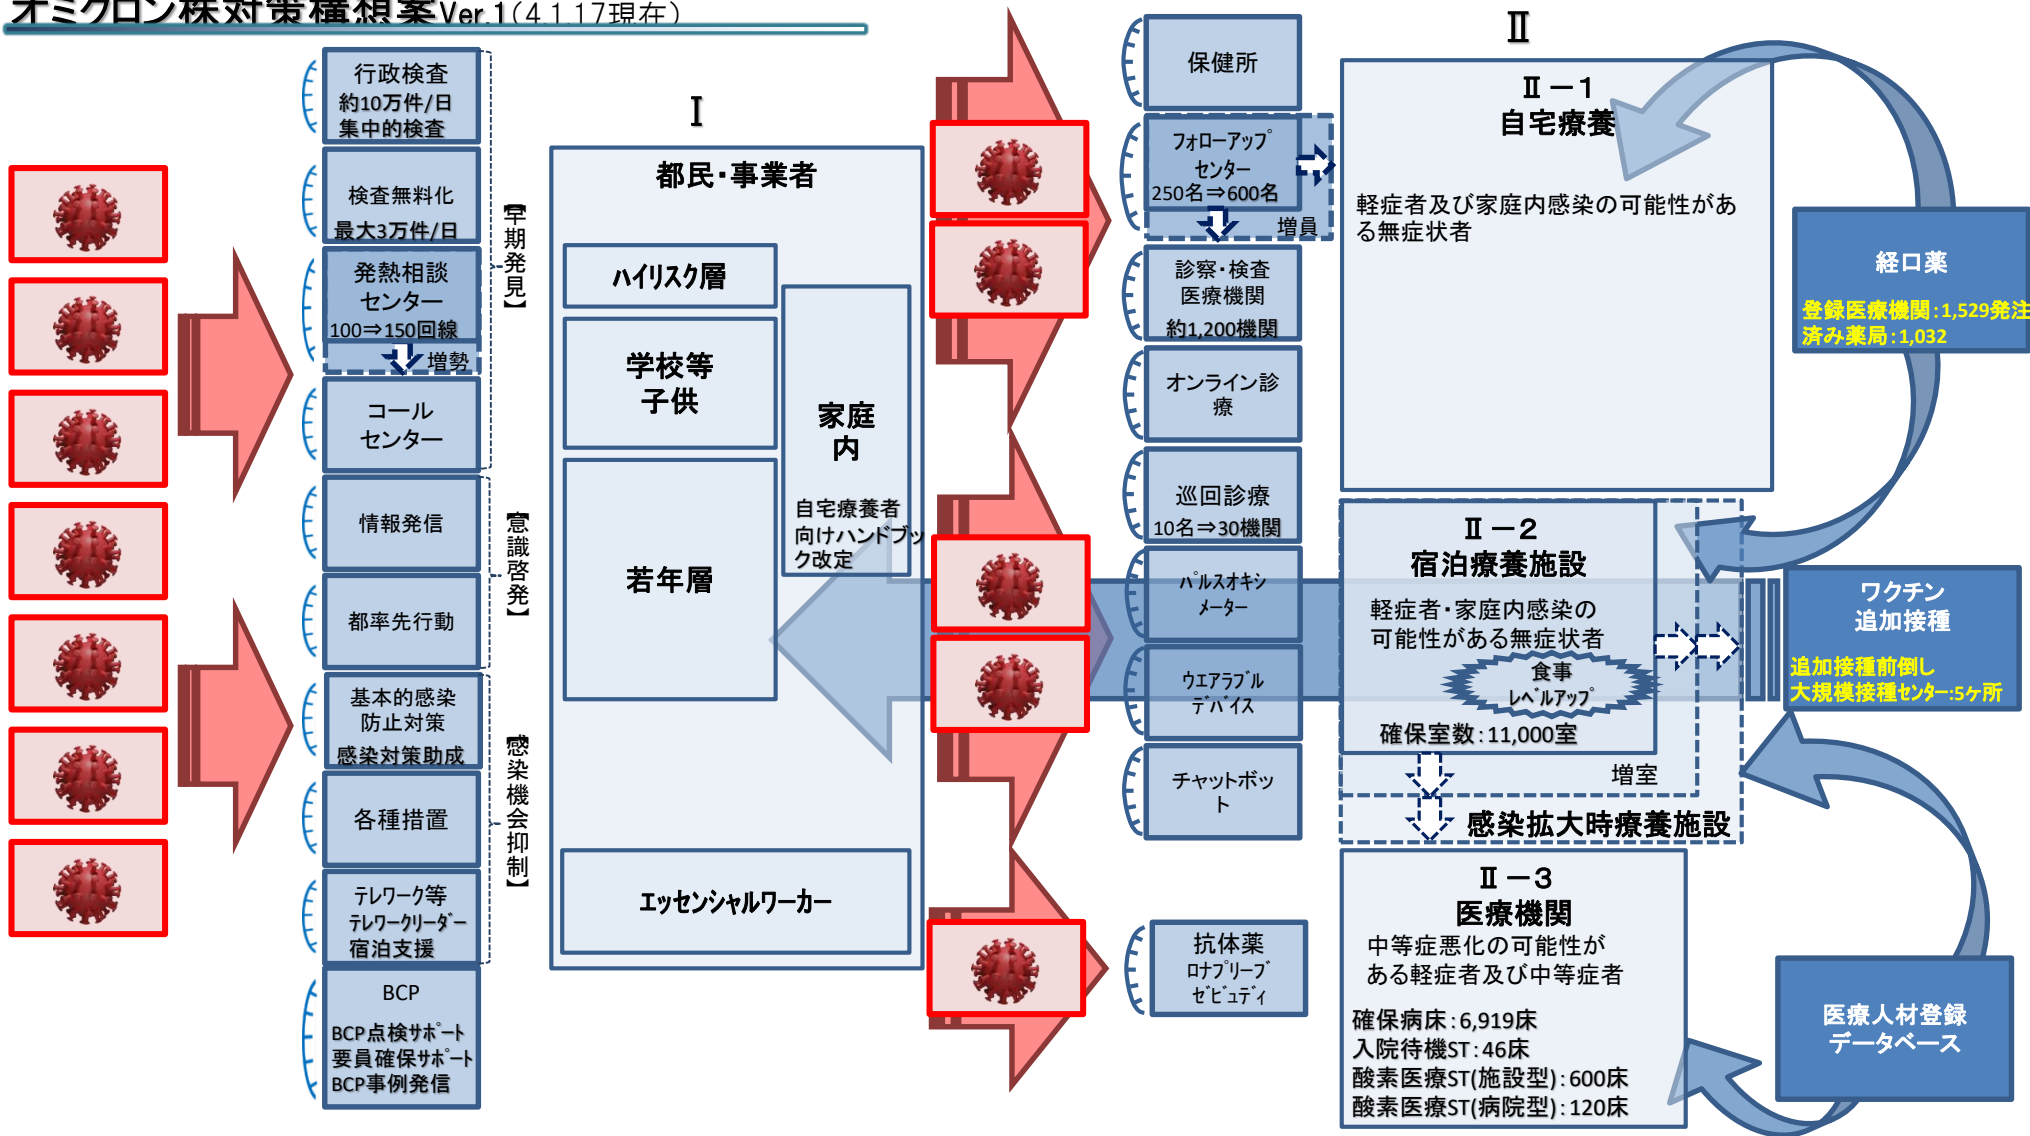 オミクロン株対策構想案Ver.1(4.1.17現在)
行政検査
約10万件/日
集中的検査
検査無料化
最大3万件/日
発熱相談
センター
100⇒150回線
増勢
コール
センター
【早期発見】
情報発信
都率先行動
【意識啓発】
基本的感染
防止対策
感染対策助成
各種措置
テレワーク等
テレワークリーダー
宿泊支援
【感染機会抑制】
BCP
BCP点検サポート
要員確保サポート
BCP事例発信
Ⅰ
都民・事業者
ハイリスク層
学校等
子供
若年層
家庭
内
自宅療養者
向けハンドブッ
ク改定
エッセンシャルワーカー
保健所
フォローアップ
センター
250名⇒600名
増員
診察・検査
医療機関
約1,200機関
オンライン診
療
巡回診療
10名⇒30機関
パルスオキシ
メーター
ウエアラブル
デバイス
チャットボッ
ト
抗体薬
ロナプリーブ
ゼビュディ
Ⅱ
Ⅱ－1
自宅療養
軽症者及び家庭内感染の可能性があ
る無症状者
Ⅱ－2
宿泊療養施設
軽症者・家庭内感染の
可能性がある無症状者
食事
レベルアップ
確保室数:11,000室
増室
感染拡大時療養施設
Ⅱ－3
医療機関
中等症悪化の可能性が
ある軽症者及び中等症者
確保病床:6,919床
入院待機ST:46床
酸素医療ST(施設型):600床
酸素医療ST(病院型):120床
経口薬
登録医療機関:1,529発注
済み薬局:1,032
ワクチン
追加接種
追加接種前倒し
大規模接種センター:5ヶ所
医療人材登録
データベース